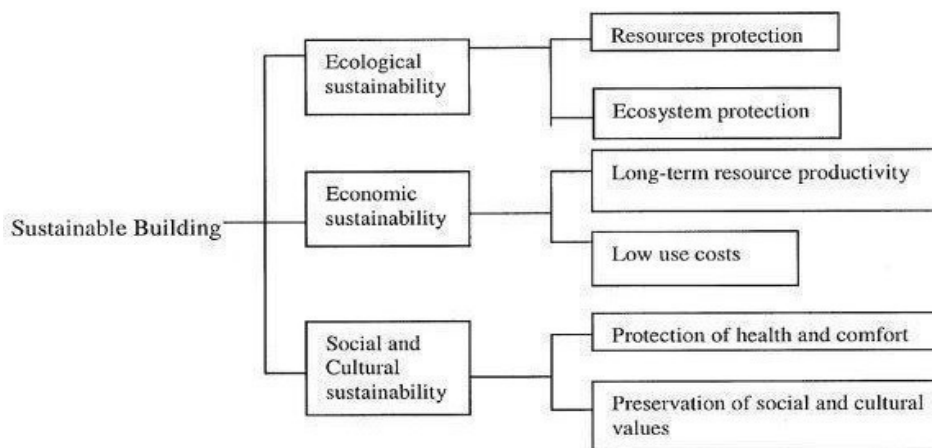 Sustainable Building
Ecological
sustainability
Resources protection
Ecosystem protection
Economic
sustainability
Long-term resource productivity
Low use costs
Social and
Cultural
sustainability
Protection of health and comfort
Preservation of social and cultural
values